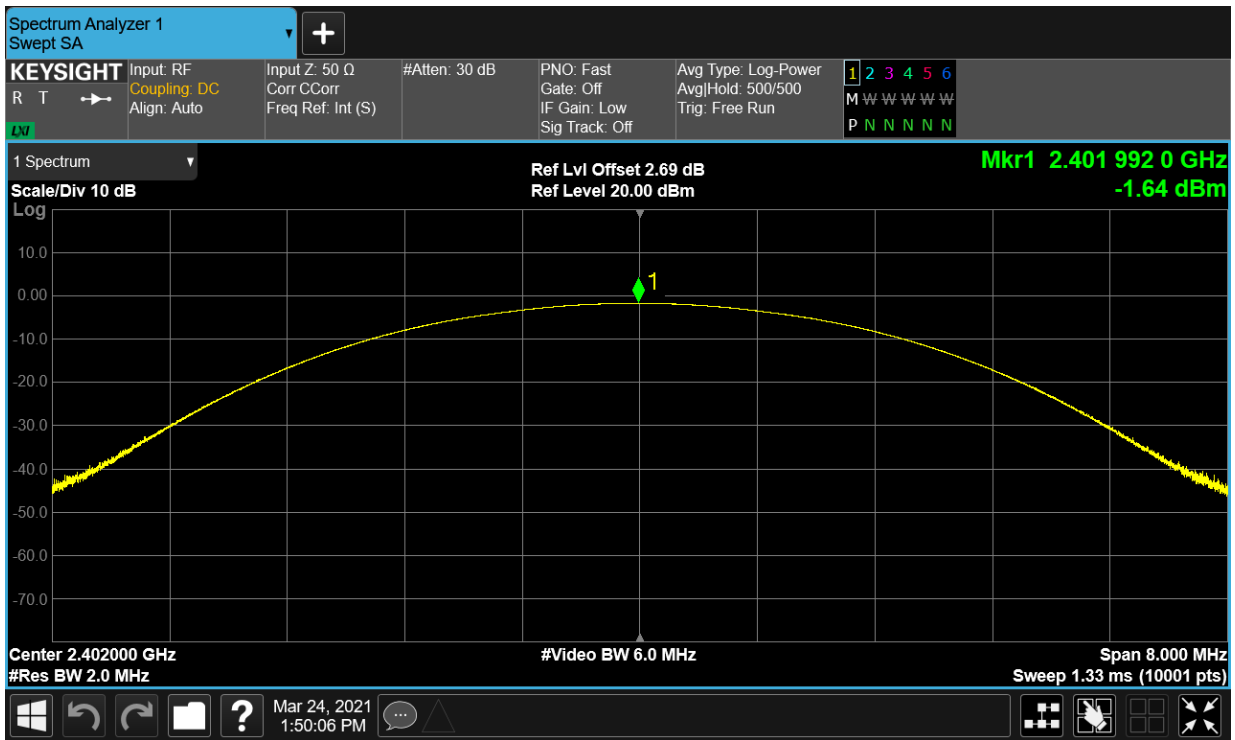 Spectrum Analyzer 1
Swept SA
KEYSIGHT
R T
LXI
Input: RF
Coupling: DC
Align: Auto
Input Z: 50 Ω
Corr CCorr
Freq Ref: Int (S)
#Atten: 30 dB
PNO: Fast
Gate: Off
IF Gain: Low
Sig Track: Off
Avg Type: Log-Power
Avg|Hold: 500/500
Trig: Free Run
1 2 3 4 5 6
M W W W W W
P N N N N N
1 Spectrum
Scale/Div 10 dB
Log
Ref Lvl Offset 2.69 dB
Ref Level 20.00 dBm
Mkr1 2.401 992 0 GHz
-1.64 dBm
1
10.0
0.00
-10.0
-20.0
-30.0
-40.0
-50.0
-60.0
-70.0
Center 2.402000 GHz
#Res BW 2.0 MHz
#Video BW 6.0 MHz
Span 8.000 MHz
Sweep 1.33 ms (10001 pts)
?
Mar 24, 2021
1:50:06 PM